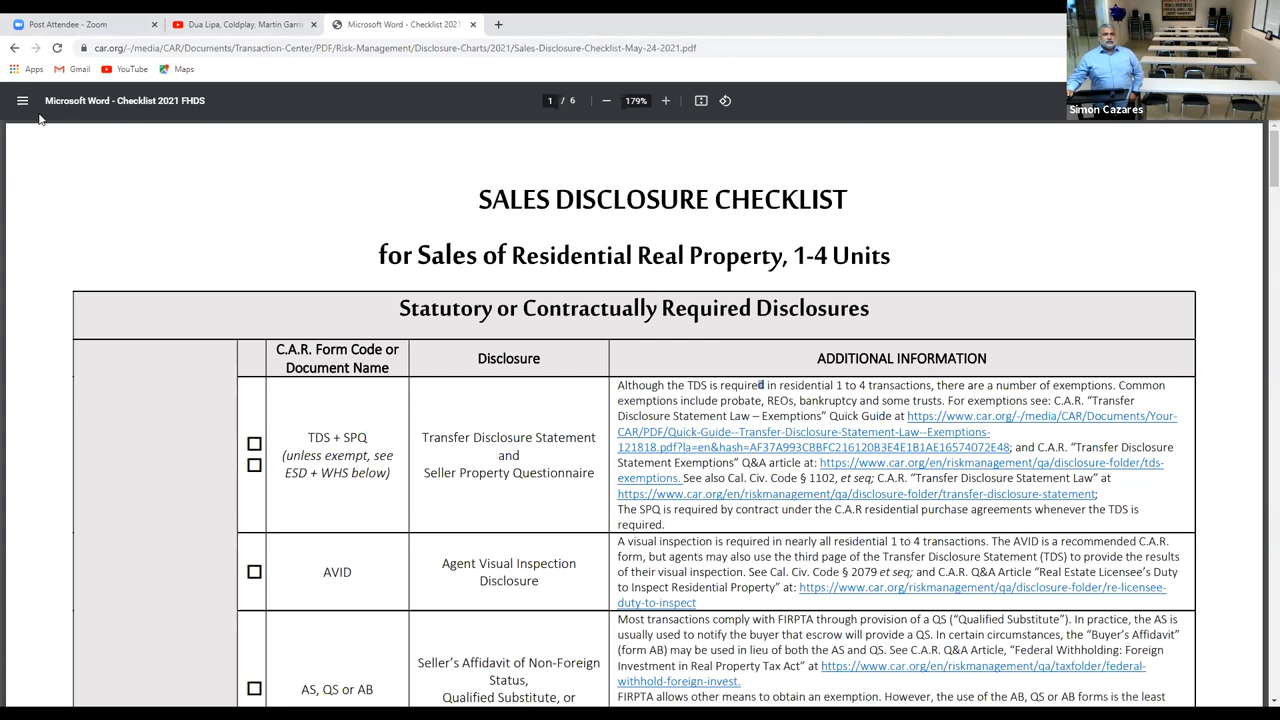 Post Attendee - Zoom
Dua Lipa, Coldplay, Martin Garri
Microsoft Word - Checklist 2021
car.org/-/media/CAR/Documents/Transaction-Center/PDF/Risk-Management/Disclosure-Charts/2021/Sales-Disclosure-Checklist-May-24-2021.pdf
Apps
Gmail
YouTube
Maps
Microsoft Word - Checklist 2021 FHDS
1 / 6
179%
Simon Cazares
SALES DISCLOSURE CHECKLIST
for Sales of Residential Real Property, 1-4 Units
Statutory or Contractually Required Disclosures
C.A.R. Form Code or
Document Name
Disclosure
ADDITIONAL INFORMATION
TDS + SPQ
(unless exempt, see
ESD + WHS below)
Transfer Disclosure Statement
and
Seller Property Questionnaire
Although the TDS is required in residential 1 to 4 transactions, there are a number of exemptions. Common
exemptions include probate, REOs, bankruptcy and some trusts. For exemptions see: C.A.R. “Transfer
Disclosure Statement Law – Exemptions” Quick Guide at https://www.car.org/-/media/CAR/Documents/Your-
CAR/PDF/Quick-Guide--Transfer-Disclosure-Statement-Law--Exemptions-
121818.pdf?la=en&hash=AF37A993CBBFC216120B3E4E1B1AE16574072E48; and C.A.R. “Transfer Disclosure
Statement Exemptions” Q&A article at: https://www.car.org/en/riskmanagement/qa/disclosure-folder/tds-
exemptions. See also Cal. Civ. Code § 1102, et seq; C.A.R. “Transfer Disclosure Statement Law” at
https://www.car.org/en/riskmanagement/qa/disclosure-folder/transfer-disclosure-statement;
The SPQ is required by contract under the C.A.R residential purchase agreements whenever the TDS is
required.
AVID
Agent Visual Inspection
Disclosure
A visual inspection is required in nearly all residential 1 to 4 transactions. The AVID is a recommended C.A.R.
form, but agents may also use the third page of the Transfer Disclosure Statement (TDS) to provide the results
of their visual inspection. See Cal. Civ. Code § 2079 et seq; and C.A.R. Q&A Article “Real Estate Licensee’s Duty
to Inspect Residential Property” at: https://www.car.org/riskmanagement/qa/disclosure-folder/re-licensee-
duty-to-inspect
AS, QS or AB
Seller’s Affidavit of Non-Foreign
Status,
Qualified Substitute, or
Most transactions comply with FIRPTA through provision of a QS (“Qualified Substitute”). In practice, the AS is
usually used to notify the buyer that escrow will provide a QS. In certain circumstances, the “Buyer’s Affidavit”
(form AB) may be used in lieu of both the AS and QS. See C.A.R. Q&A Article, “Federal Withholding: Foreign
Investment in Real Property Tax Act” at https://www.car.org/en/riskmanagement/qa/taxfolder/federal-
withhold-foreign-invest.
FIRPTA allows other means to obtain an exemption. However, the use of the AB, QS or AB forms is the least